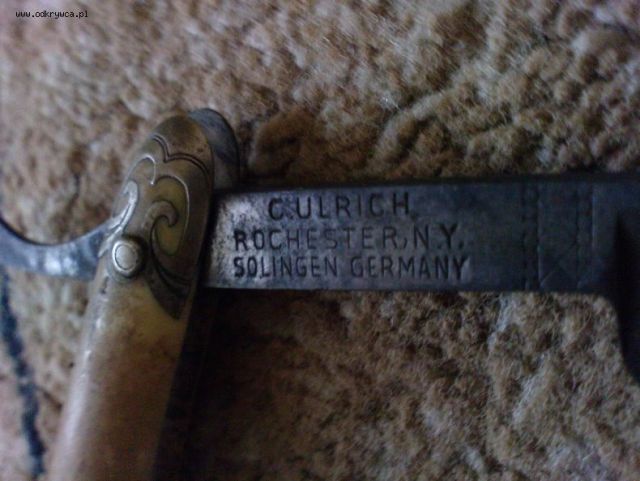 www.odkrywca.pl
C.ULRICH.
ROCHESTER, N.Y.
SOLINGEN GERMANY